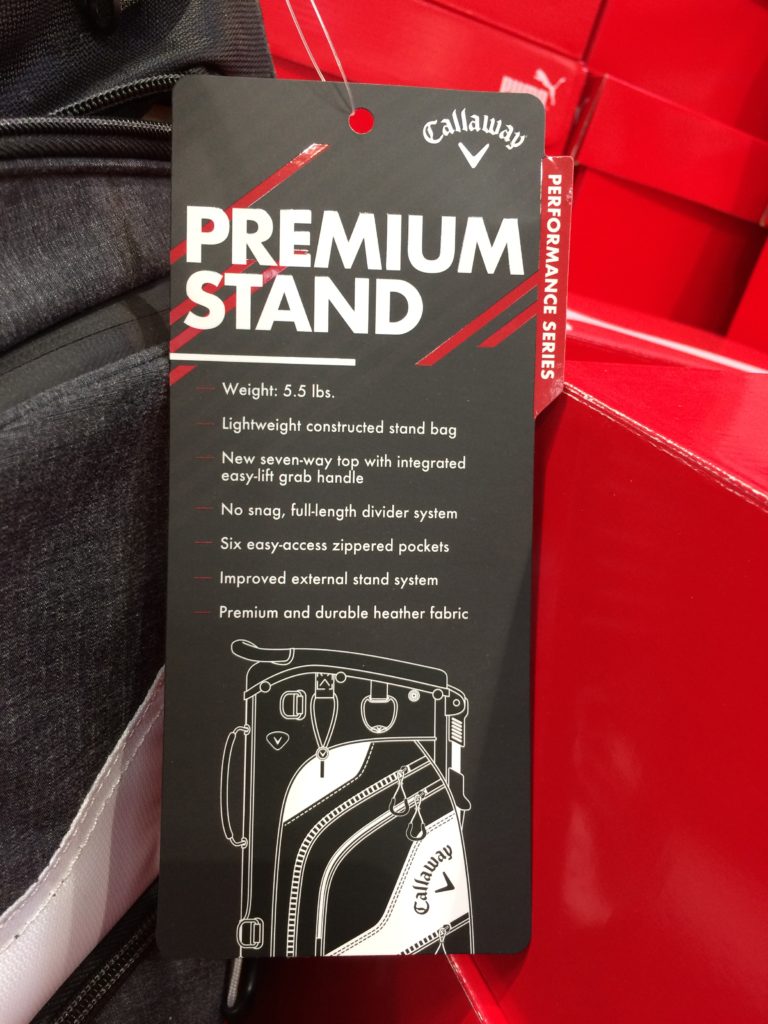 PUMA
Callaway
PERFORMANCE SERIES
PREMIUM
STAND
Weight: 5.5 lbs.
Lightweight constructed stand bag
New seven-way top with integrated
easy-lift grab handle
No snag, full-length divider system
Six easy-access zippered pockets
Improved external stand system
Premium and durable heather fabric
Callaway